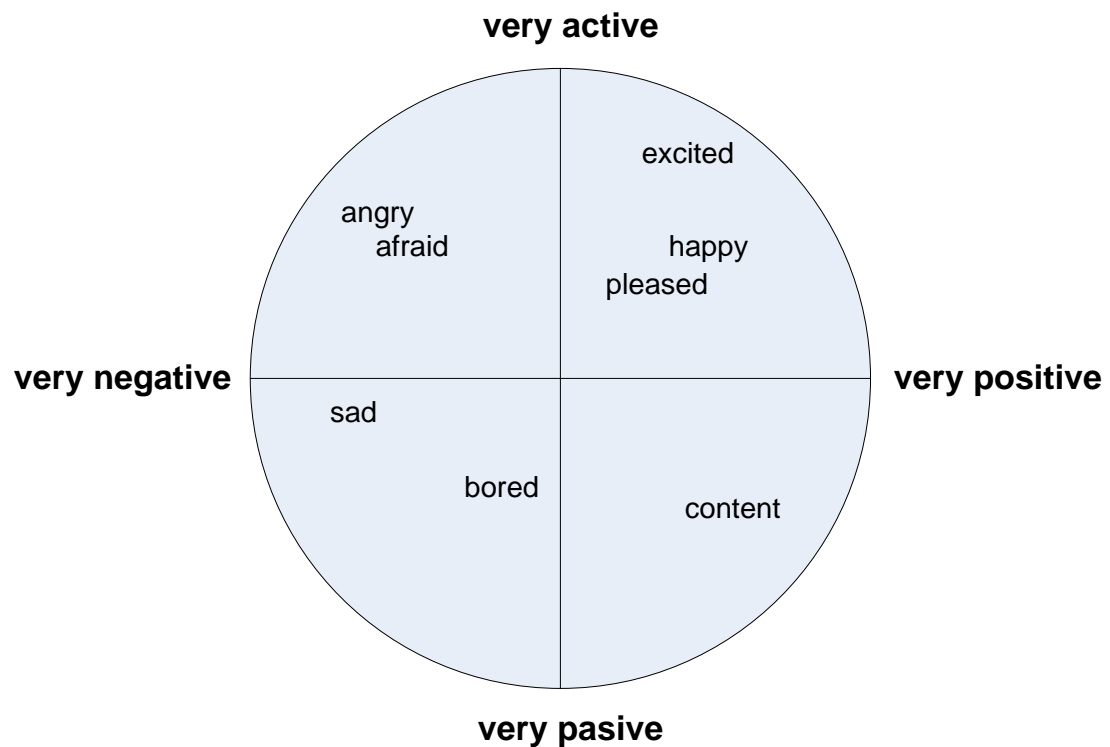 very active
excited
angry
afraid
happy
pleased
very negative
very positive
sad
bored
content
very pasive